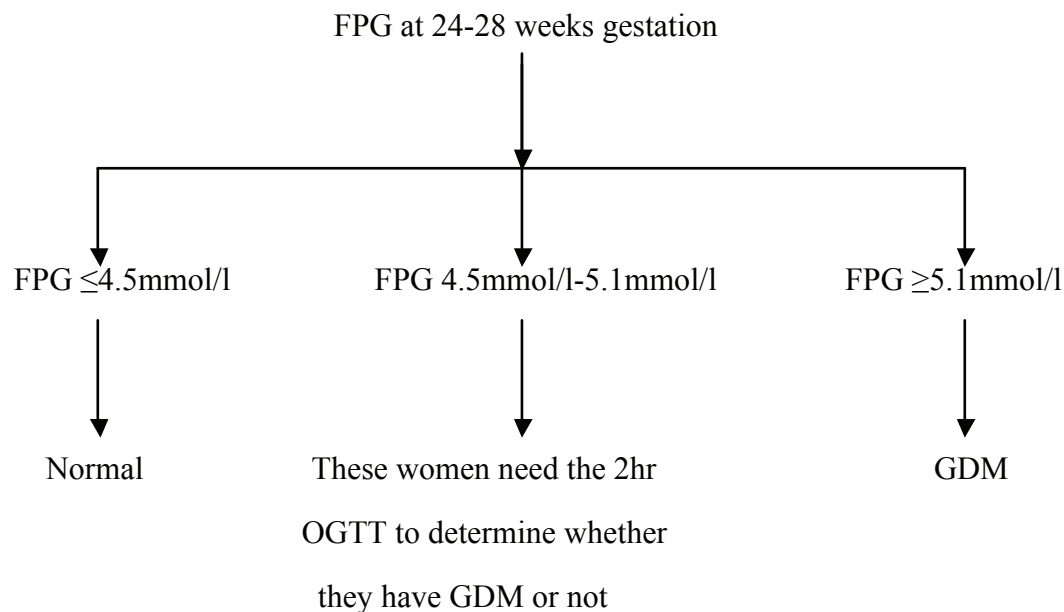 FPG at 24-28 weeks gestation
FPG ≤4.5mmol/l
FPG 4.5mmol/l-5.1mmol/l
FPG ≥5.1mmol/l
Normal
These women need the 2hr
OGTT to determine whether
they have GDM or not
GDM